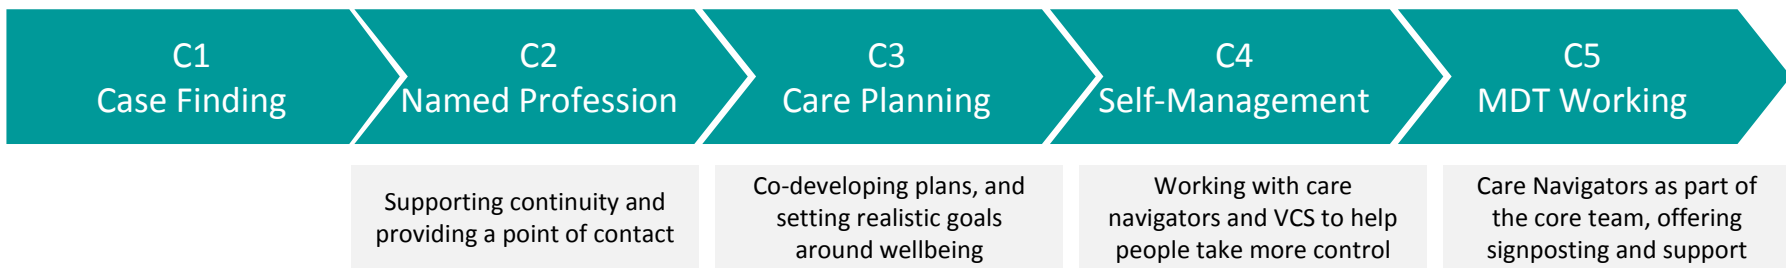 C1
Case Finding
C2
Named Profession
C3
Care Planning
C4
Self-Management
C5
MDT Working
Supporting continuity and
providing a point of contact
Co-developing plans, and
setting realistic goals
around wellbeing
Working with care
navigators and VCS to help
people take more control
Care Navigators as part of
the core team, offering
signposting and support